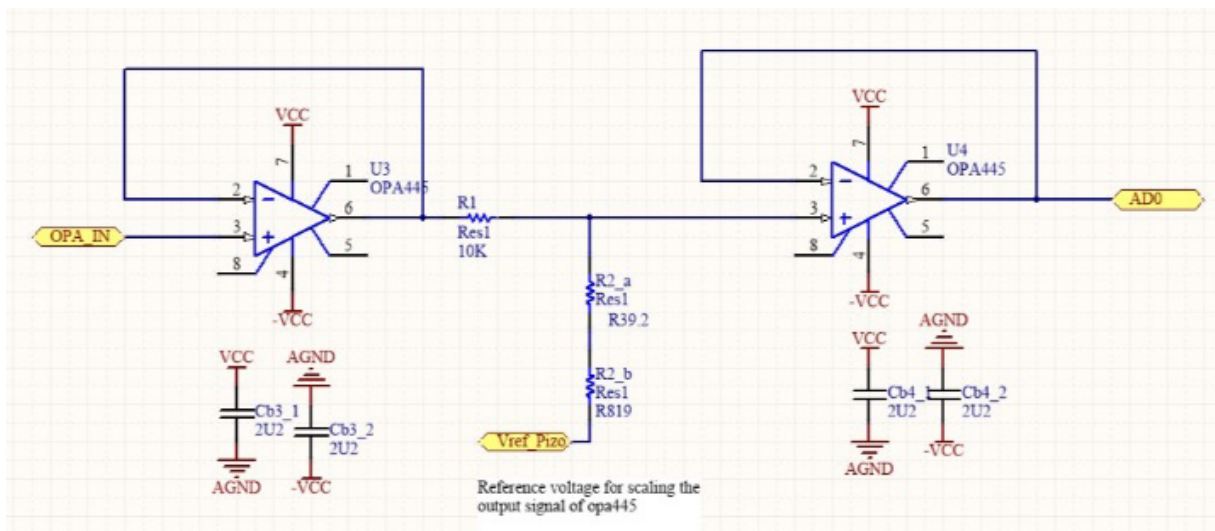 VCC
7
1
U3
OPA445
2
6
OPA_IN
3
5
8
4
-VCC
R1
Res1
10K
R2_a
Res1
R39.2
R2_b
Res1
R819
Vref_Pizo
Reference voltage for scaling the
output signal of opa445
VCC
AGND
Cb3_1
2U2
Cb3_2
2U2
AGND
-VCC
VCC
7
1
U4
OPA445
2
6
AD0
3
5
8
4
-VCC
AGND
VCC
Cb4_1
2U2
Cb4_2
2U2
AGND
-VCC